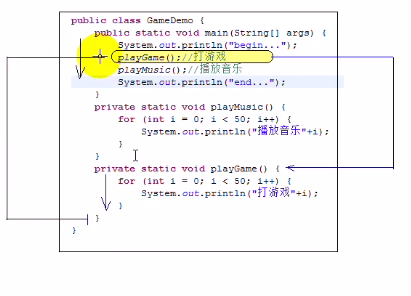 public class GameDemo {
public static void main(String[] args) {
System.out.println("begin...");
playGame();//打游戏
playMusic();//播放音乐
System.out.println("end...");
}
private static void playMusic() {
for (int i = 0; i < 50; i++) {
System.out.println("播放音乐"+i);
}
}
private static void playGame() {
for (int i = 0; i < 50; i++) {
System.out.println("打游戏"+i);
}
}
}